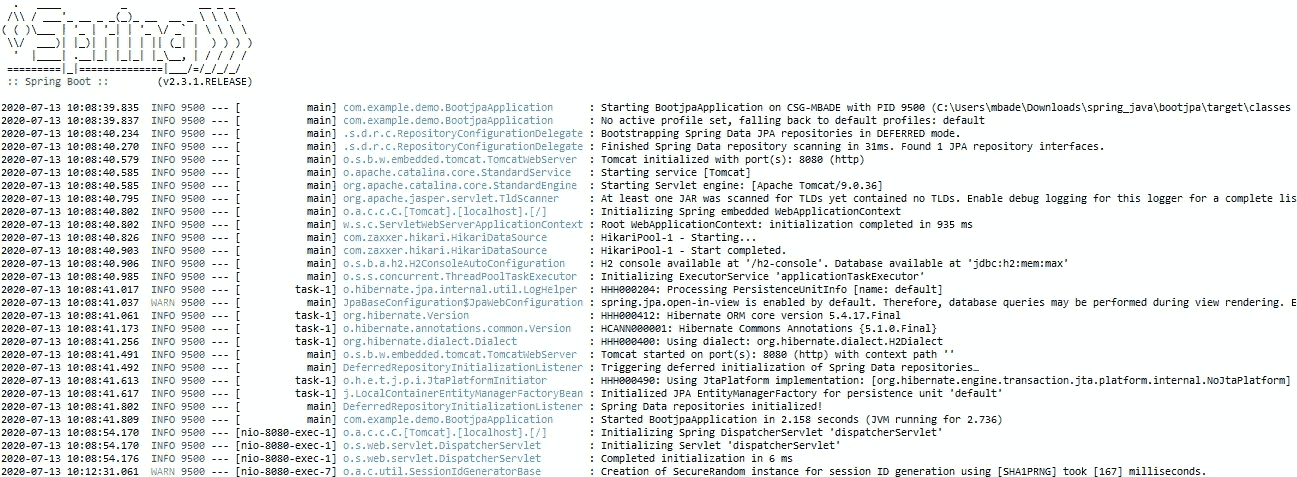 .   ____          _            __ _ _
 /\\ / ___'_ __ _ _(_)_ __  __ _ \ \ \ \
( ( )\___ | '_ | '_| | '_ \/ _` | \ \ \ \
 \\/  ___)| |_)| | | | | || (_| |  ) ) ) )
  '  |____| .__|_| |_|_| |_\__, | / / / /
 =========|_|==============|___/=/_/_/_/
 :: Spring Boot ::        (v2.3.1.RELEASE)
2020-07-13 10:08:39.835  INFO 9500 --- [           main] com.example.demo.BootjpaApplication      : Starting BootjpaApplication on CSG-MBADE with PID 9500 (C:\Users\mbade\Downloads\spring_java\bootjpa\target\classes
2020-07-13 10:08:39.837  INFO 9500 --- [           main] com.example.demo.BootjpaApplication      : No active profile set, falling back to default profiles: default
2020-07-13 10:08:40.234  INFO 9500 --- [           main] .s.d.r.c.RepositoryConfigurationDelegate : Bootstrapping Spring Data JPA repositories in DEFERRED mode.
2020-07-13 10:08:40.270  INFO 9500 --- [           main] .s.d.r.c.RepositoryConfigurationDelegate : Finished Spring Data repository scanning in 31ms. Found 1 JPA repository interfaces.
2020-07-13 10:08:40.579  INFO 9500 --- [           main] o.s.b.w.embedded.tomcat.TomcatWebServer  : Tomcat initialized with port(s): 8080 (http)
2020-07-13 10:08:40.585  INFO 9500 --- [           main] o.apache.catalina.core.StandardService   : Starting service [Tomcat]
2020-07-13 10:08:40.585  INFO 9500 --- [           main] org.apache.catalina.core.StandardEngine  : Starting Servlet engine: [Apache Tomcat/9.0.36]
2020-07-13 10:08:40.795  INFO 9500 --- [           main] org.apache.jasper.servlet.TldScanner     : At least one JAR was scanned for TLDs yet contained no TLDs. Enable debug logging for this logger for a complete lis
2020-07-13 10:08:40.802  INFO 9500 --- [           main] o.a.c.c.C.[Tomcat].[localhost].[/]       : Initializing Spring embedded WebApplicationContext
2020-07-13 10:08:40.802  INFO 9500 --- [           main] w.s.c.ServletWebServerApplicationContext : Root WebApplicationContext: initialization completed in 935 ms
2020-07-13 10:08:40.826  INFO 9500 --- [           main] com.zaxxer.hikari.HikariDataSource       : HikariPool-1 - Starting...
2020-07-13 10:08:40.903  INFO 9500 --- [           main] com.zaxxer.hikari.HikariDataSource       : HikariPool-1 - Start completed.
2020-07-13 10:08:40.906  INFO 9500 --- [           main] o.s.b.a.h2.H2ConsoleAutoConfiguration    : H2 console available at '/h2-console'. Database available at 'jdbc:h2:mem:max'
2020-07-13 10:08:40.985  INFO 9500 --- [           main] o.s.s.concurrent.ThreadPoolTaskExecutor  : Initializing ExecutorService 'applicationTaskExecutor'
2020-07-13 10:08:41.017  INFO 9500 --- [         task-1] o.hibernate.jpa.internal.util.LogHelper  : HHH000204: Processing PersistenceUnitInfo [name: default]
2020-07-13 10:08:41.037  WARN 9500 --- [           main] JpaBaseConfiguration$JpaWebConfiguration : spring.jpa.open-in-view is enabled by default. Therefore, database queries may be performed during view rendering. E
2020-07-13 10:08:41.061  INFO 9500 --- [         task-1] org.hibernate.Version                    : HHH000412: Hibernate ORM core version 5.4.17.Final
2020-07-13 10:08:41.173  INFO 9500 --- [         task-1] o.hibernate.annotations.common.Version   : HCANN000001: Hibernate Commons Annotations {5.1.0.Final}
2020-07-13 10:08:41.256  INFO 9500 --- [         task-1] org.hibernate.dialect.Dialect            : HHH000400: Using dialect: org.hibernate.dialect.H2Dialect
2020-07-13 10:08:41.491  INFO 9500 --- [           main] o.s.b.w.embedded.tomcat.TomcatWebServer  : Tomcat started on port(s): 8080 (http) with context path ''
2020-07-13 10:08:41.492  INFO 9500 --- [           main] DeferredRepositoryInitializationListener : Triggering deferred initialization of Spring Data repositories…
2020-07-13 10:08:41.613  INFO 9500 --- [         task-1] o.h.e.t.j.p.i.JtaPlatformInitiator       : HHH000490: Using JtaPlatform implementation: [org.hibernate.engine.transaction.jta.platform.internal.NoJtaPlatform]
2020-07-13 10:08:41.617  INFO 9500 --- [         task-1] j.LocalContainerEntityManagerFactoryBean : Initialized JPA EntityManagerFactory for persistence unit 'default'
2020-07-13 10:08:41.802  INFO 9500 --- [           main] DeferredRepositoryInitializationListener : Spring Data repositories initialized!
2020-07-13 10:08:41.809  INFO 9500 --- [           main] com.example.demo.BootjpaApplication      : Started BootjpaApplication in 2.158 seconds (JVM running for 2.736)
2020-07-13 10:08:54.170  INFO 9500 --- [nio-8080-exec-1] o.a.c.c.C.[Tomcat].[localhost].[/]       : Initializing Spring DispatcherServlet 'dispatcherServlet'
2020-07-13 10:08:54.170  INFO 9500 --- [nio-8080-exec-1] o.s.web.servlet.DispatcherServlet        : Initializing Servlet 'dispatcherServlet'
2020-07-13 10:08:54.176  INFO 9500 --- [nio-8080-exec-1] o.s.web.servlet.DispatcherServlet        : Completed initialization in 6 ms
2020-07-13 10:12:31.061  WARN 9500 --- [nio-8080-exec-7] o.a.c.util.SessionIdGeneratorBase        : Creation of SecureRandom instance for session ID generation using [SHA1PRNG] took [167] milliseconds.